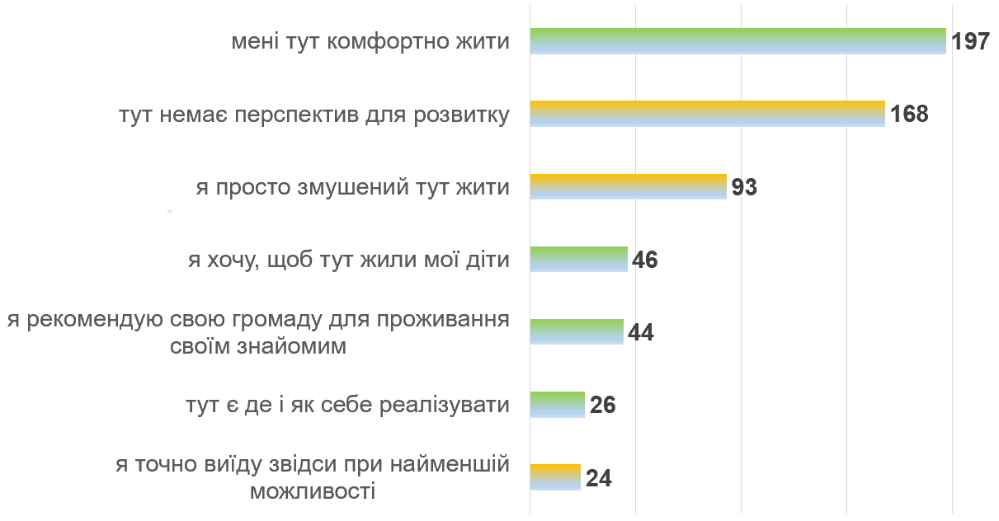 мені тут комфортно жити
197
тут немає перспектив для розвитку
168
я просто змушений тут жити
93
я хочу, щоб тут жили мої діти
46
я рекомендую свою громаду для проживання
своїм знайомим
44
тут є де і як себе реалізувати
26
я точно виїду звідси при найменшій
можливості
24